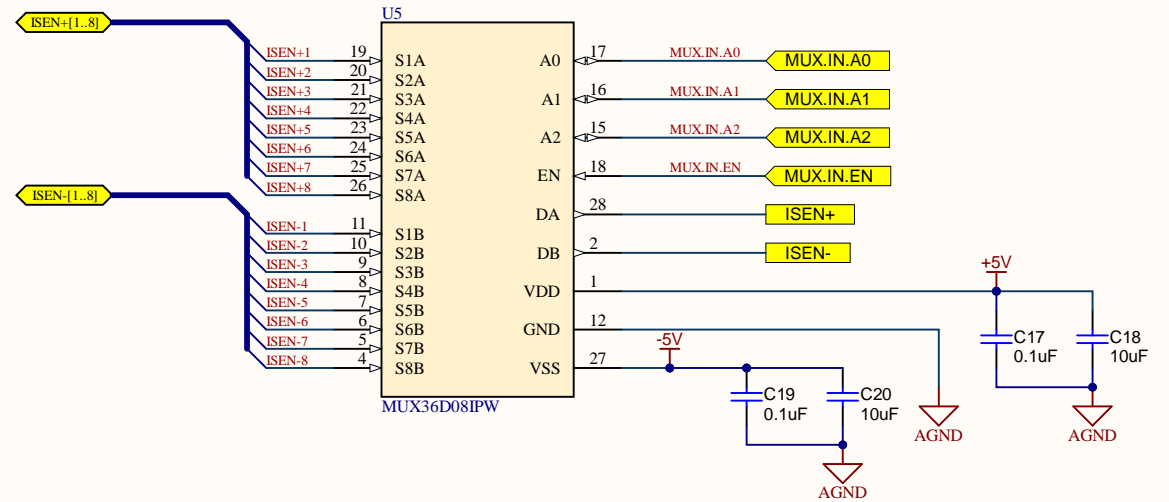 U5
ISEN+[1..8]
ISEN+1 19 S1A A0 17 MUX.IN.A0 MUX.IN.A0
ISEN+2 20 S2A
ISEN+3 21 S3A A1 16 MUX.IN.A1 MUX.IN.A1
ISEN+4 22 S4A
ISEN+5 23 S5A A2 15 MUX.IN.A2 MUX.IN.A2
ISEN+6 24 S6A
ISEN+7 25 S7A EN 18 MUX.IN.EN MUX.IN.EN
ISEN+8 26 S8A
ISEN-[1..8]
DA 28 ISEN+
ISEN-1 11 S1B
ISEN-2 10 S2B DB 2 ISEN-
ISEN-3 9 S3B +5V
ISEN-4 8 S4B VDD 1
ISEN-5 7 S5B
ISEN-6 6 S6B GND 12
ISEN-7 5 S7B -5V C17 C18
0.1uF 10uF
ISEN-8 4 S8B VSS 27
C19 C20
0.1uF 10uF
MUX36D08IPW
AGND AGND
AGND